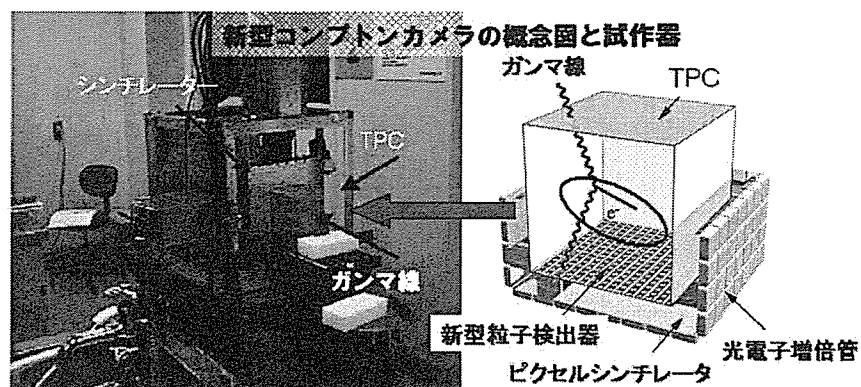 新型コンプトンカメラの概念図と試作器
シンチレーター
TPC
ガンマ線
ガンマ線
TPC
e⁻
新型粒子検出器
ピクセルシンチレータ
光電子増倍管